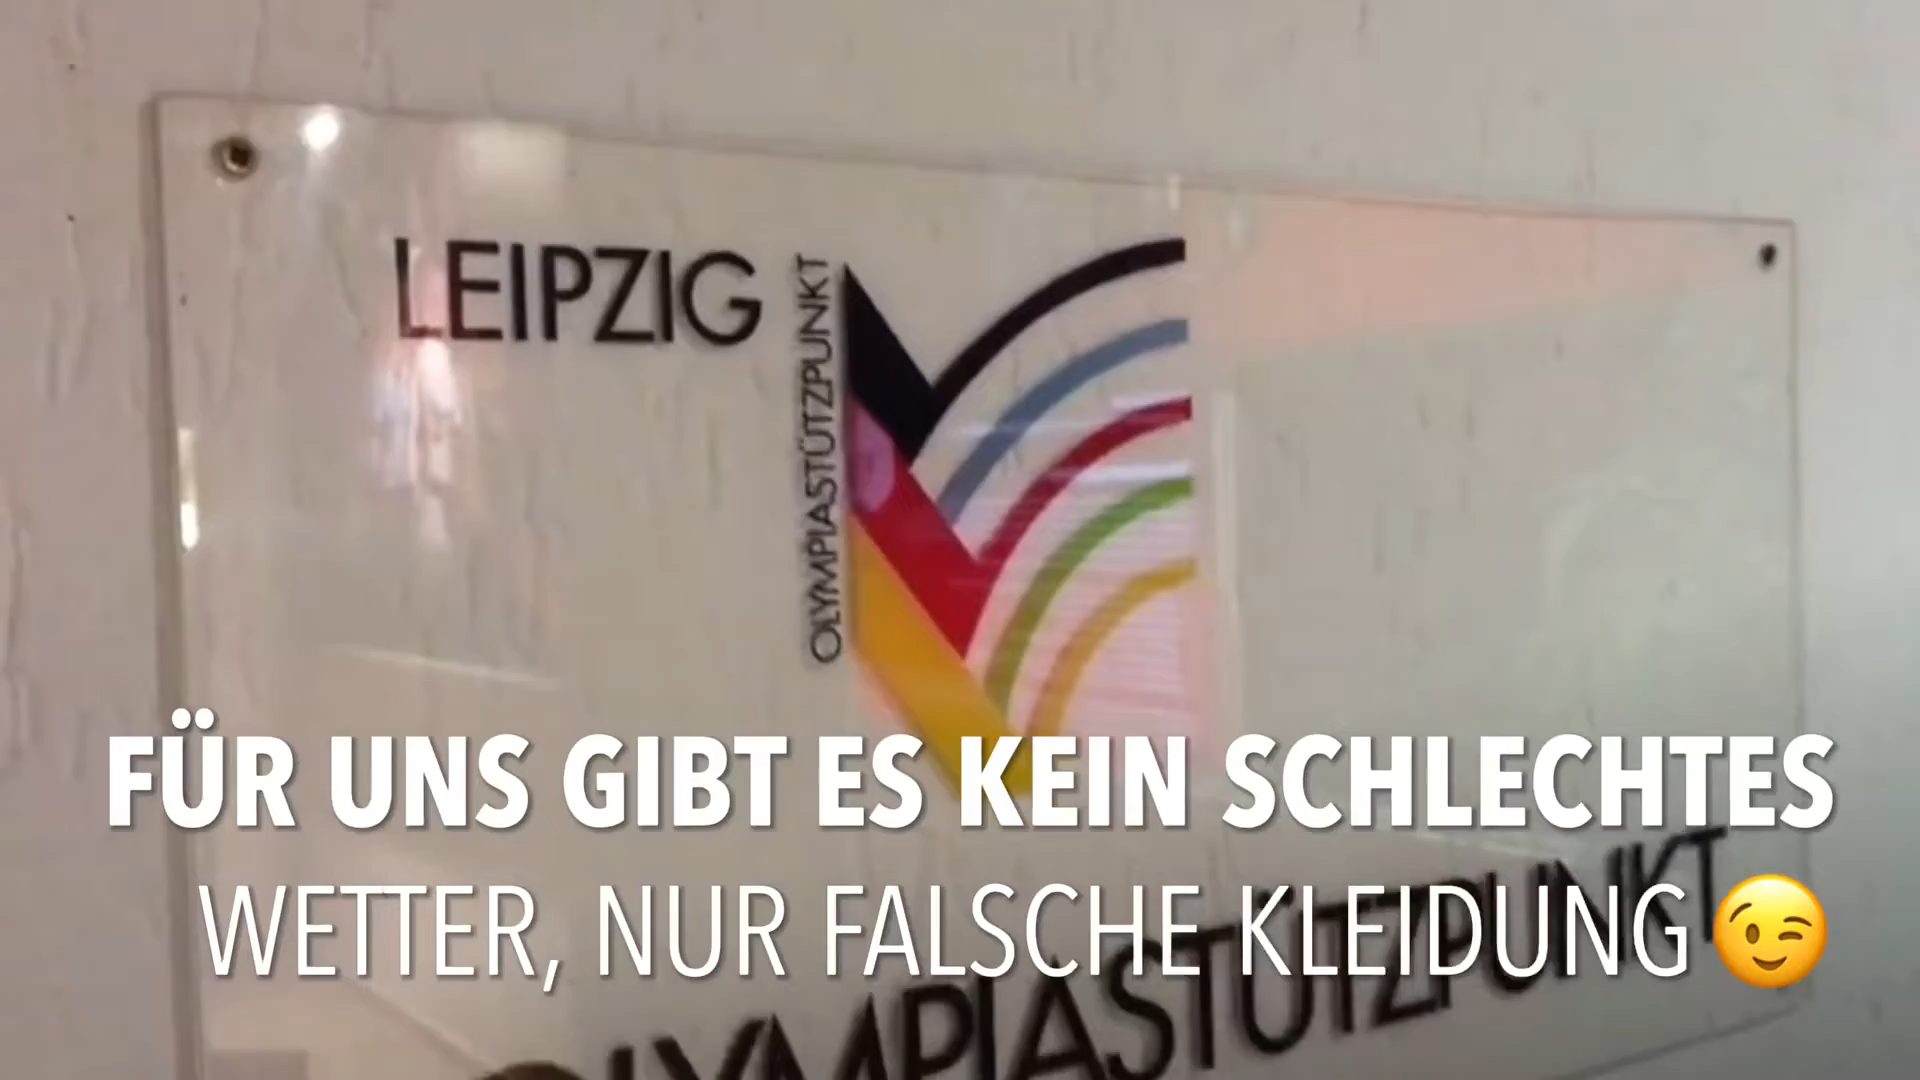 LEIPZIG
OLYMPIASTÜTZPUNKT
FÜR UNS GIBT ES KEIN SCHLECHTES
WETTER, NUR FALSCHE KLEIDUNG😉
OLYMPIASTÜTZPUNKT